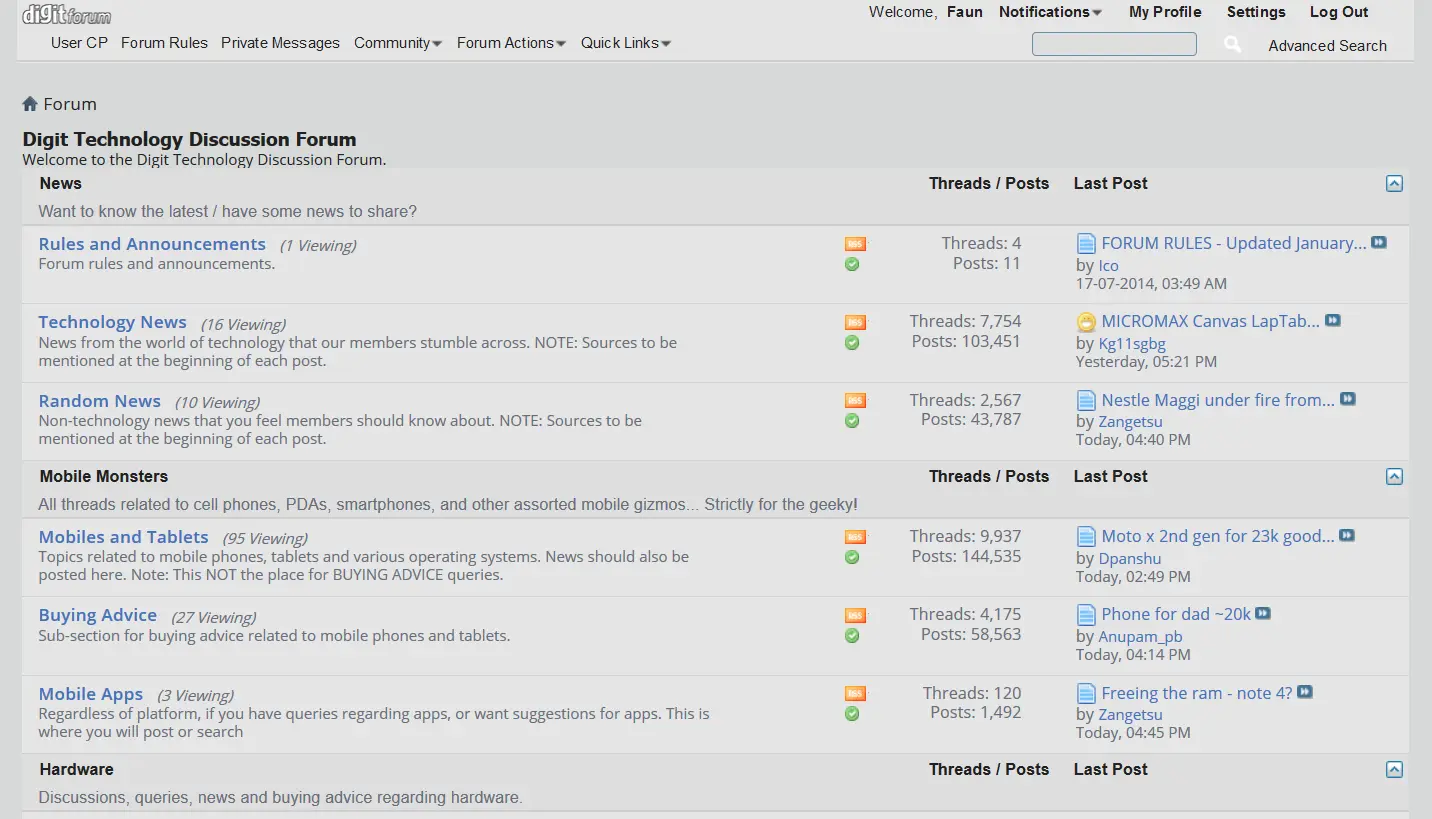 digit forum
Welcome, Faun Notifications My Profile Settings Log Out
User CP Forum Rules Private Messages Community Forum Actions Quick Links
Advanced Search
Forum
Digit Technology Discussion Forum
Welcome to the Digit Technology Discussion Forum.
News Threads / Posts Last Post
Want to know the latest / have some news to share?
Rules and Announcements (1 Viewing) RSS Threads: 4 FORUM RULES - Updated January...
Forum rules and announcements. Posts: 11 by Ico
17-07-2014, 03:49 AM
Technology News (16 Viewing) RSS Threads: 7,754 MICROMAX Canvas LapTab...
News from the world of technology that our members stumble across. NOTE: Sources to be Posts: 103,451 by Kg11sgbg
mentioned at the beginning of each post. Yesterday, 05:21 PM
Random News (10 Viewing) RSS Threads: 2,567 Nestle Maggi under fire from...
Non-technology news that you feel members should know about. NOTE: Sources to be Posts: 43,787 by Zangetsu
mentioned at the beginning of each post. Today, 04:40 PM
Mobile Monsters Threads / Posts Last Post
All threads related to cell phones, PDAs, smartphones, and other assorted mobile gizmos... Strictly for the geeky!
Mobiles and Tablets (95 Viewing) RSS Threads: 9,937 Moto x 2nd gen for 23k good...
Topics related to mobile phones, tablets and various operating systems. News should also be Posts: 144,535 by Dpanshu
posted here. Note: This NOT the place for BUYING ADVICE queries. Today, 02:49 PM
Buying Advice (27 Viewing) RSS Threads: 4,175 Phone for dad ~20k
Sub-section for buying advice related to mobile phones and tablets. Posts: 58,563 by Anupam_pb
Today, 04:14 PM
Mobile Apps (3 Viewing) RSS Threads: 120 Freeing the ram - note 4?
Regardless of platform, if you have queries regarding apps, or want suggestions for apps. This is Posts: 1,492 by Zangetsu
where you will post or search Today, 04:45 PM
Hardware Threads / Posts Last Post
Discussions, queries, news and buying advice regarding hardware.